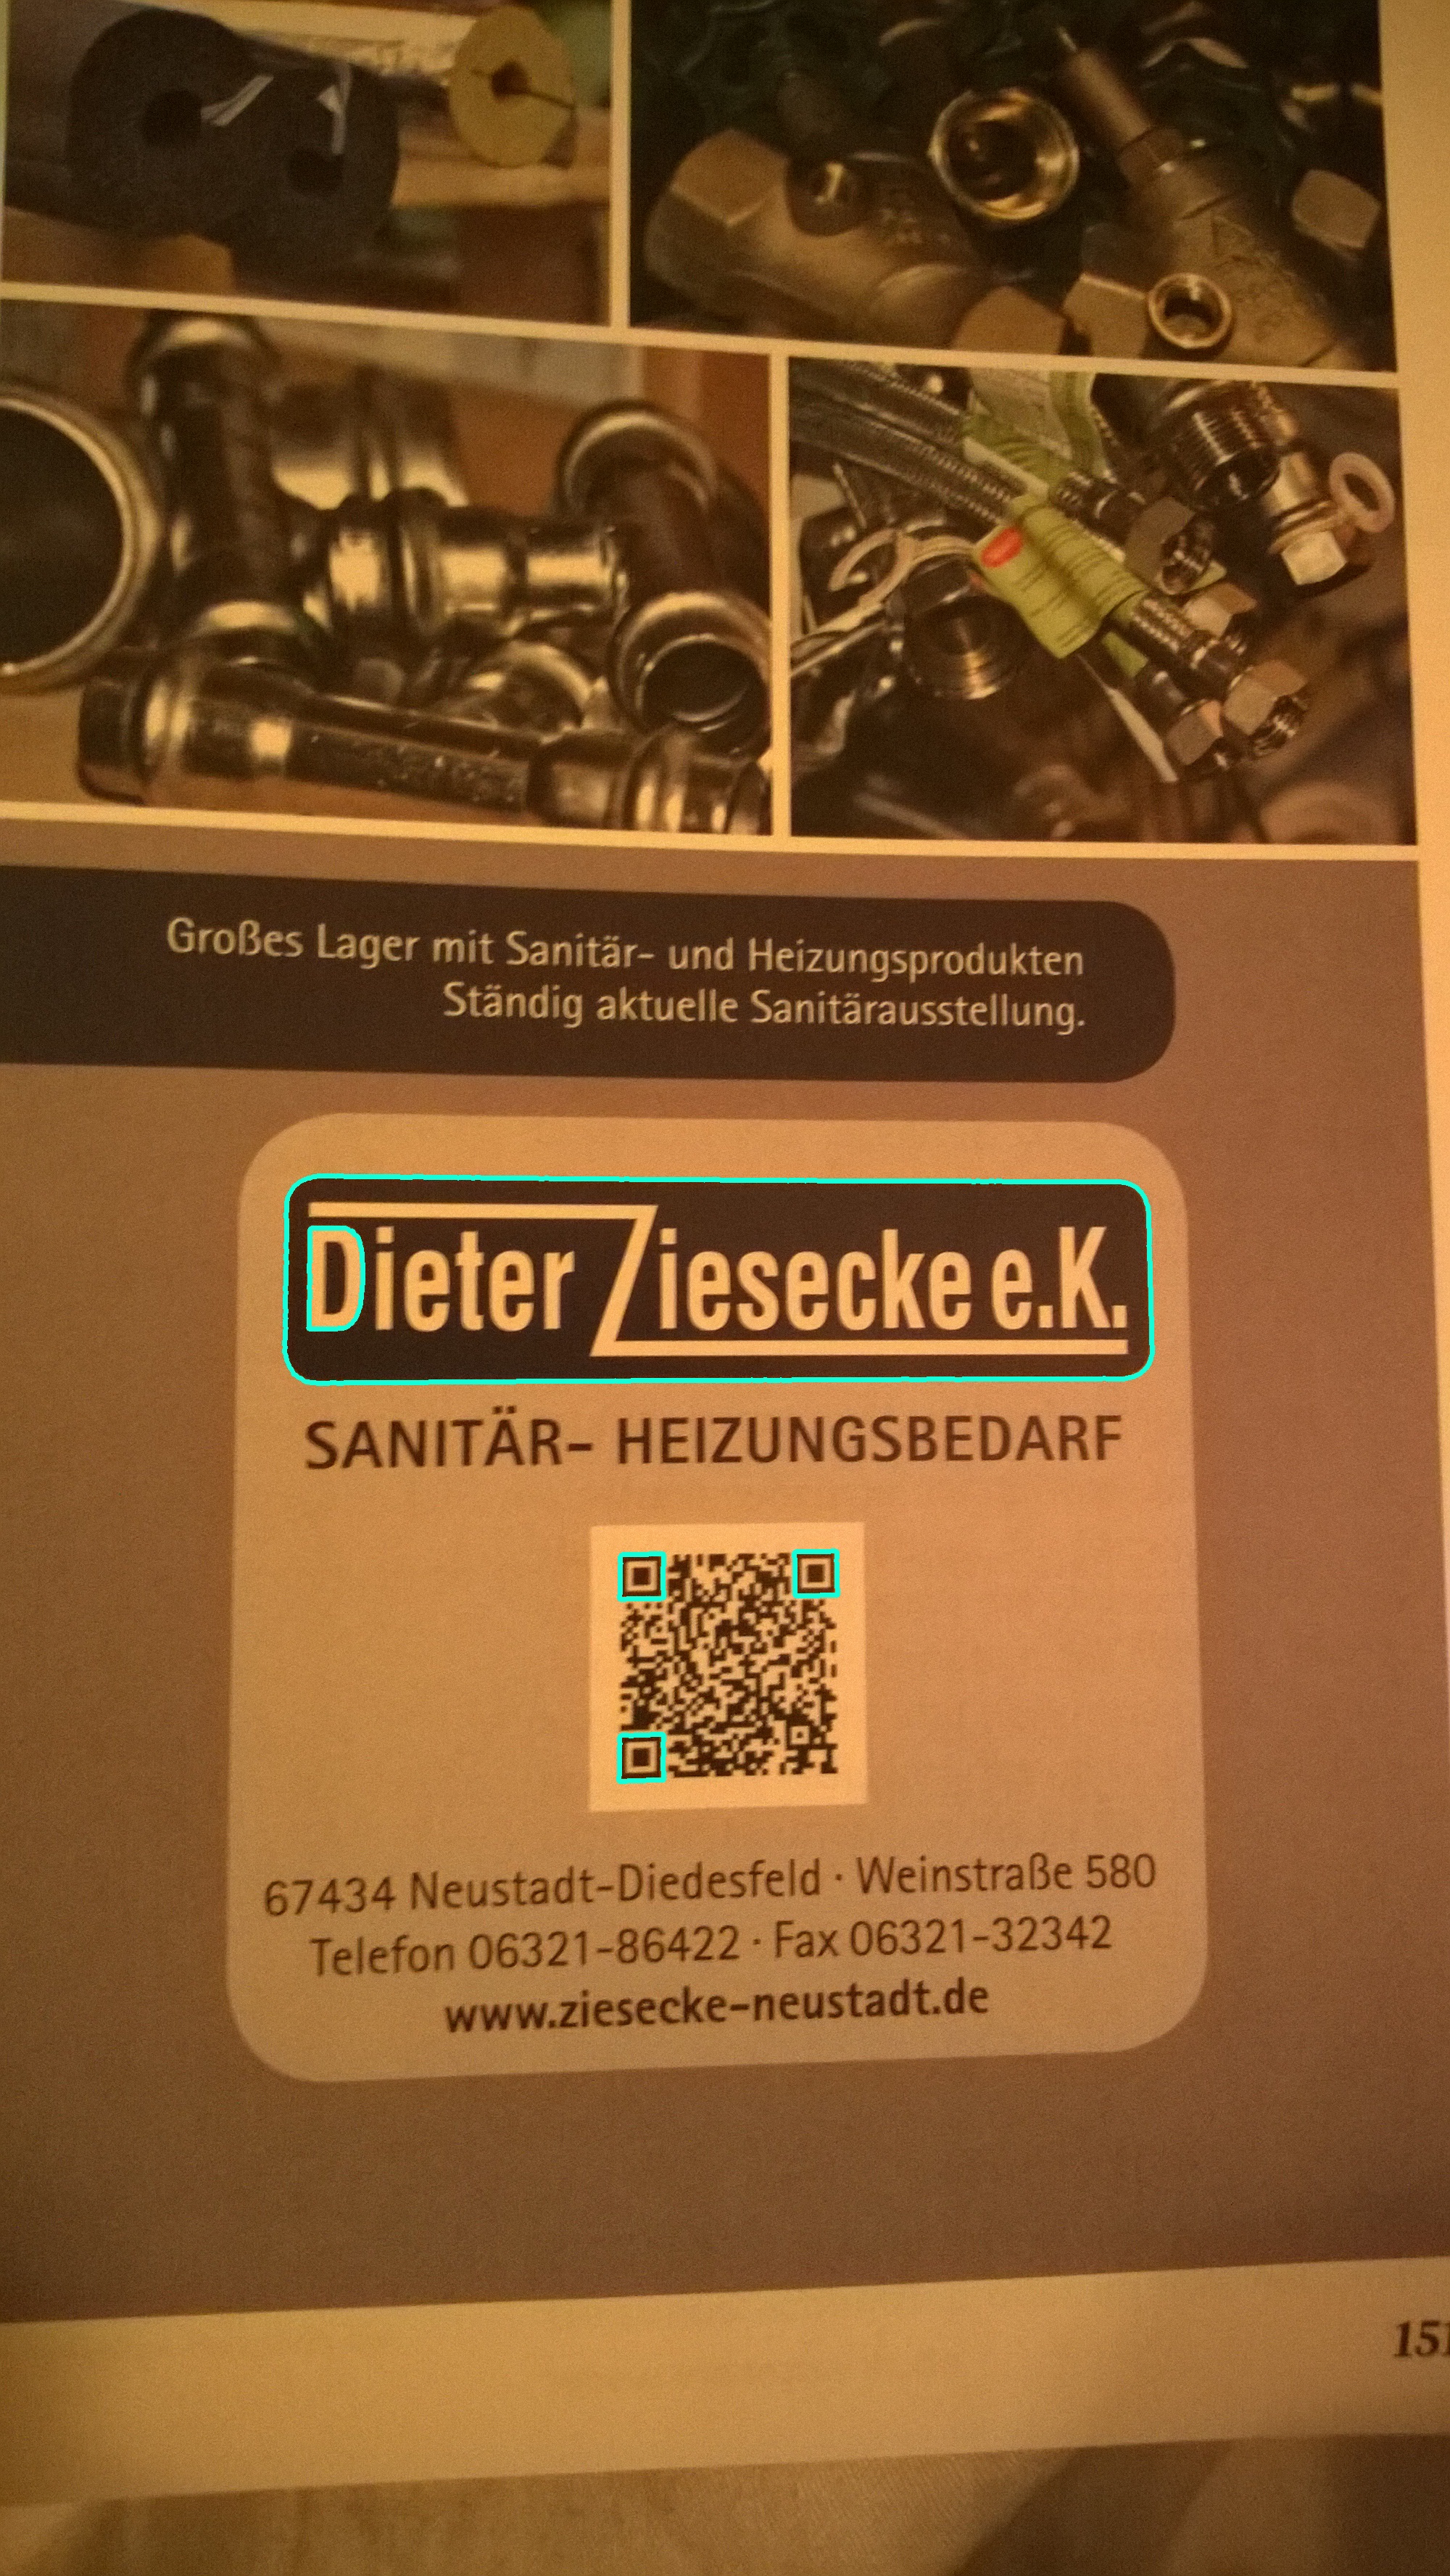 Großes Lager mit Sanitär- und Heizungsprodukten
Ständig aktuelle Sanitärausstellung.
Dieter Ziesecke e.K.
SANITÄR- HEIZUNGSBEDARF
67434 Neustadt-Diedesfeld · Weinstraße 580
Telefon 06321-86422 · Fax 06321-32342
www.ziesecke-neustadt.de
151